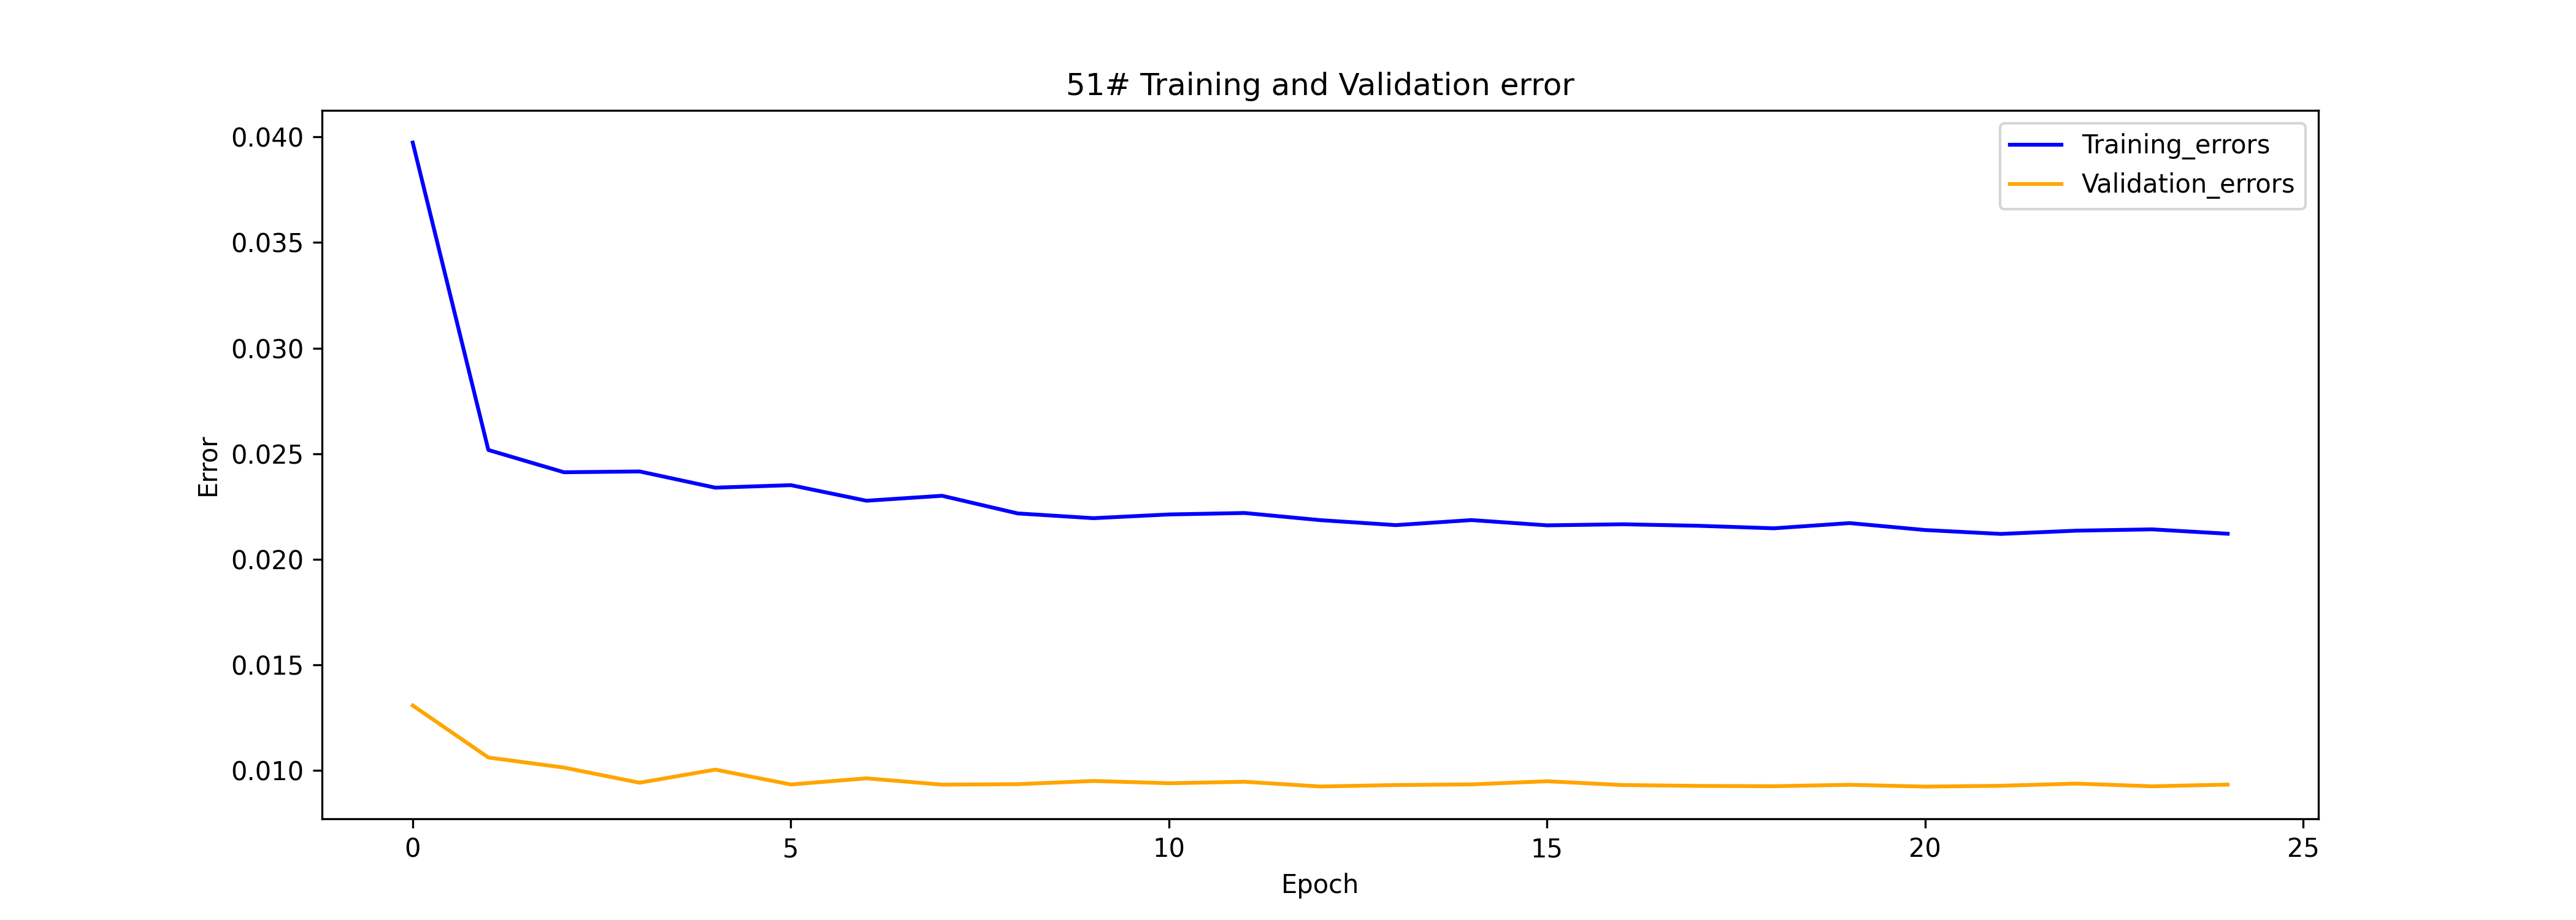 51# Training and Validation error
Training_errors
Validation_errors
Error
0.040
0.035
0.030
0.025
0.020
0.015
0.010
0 5 10 15 20 25
Epoch